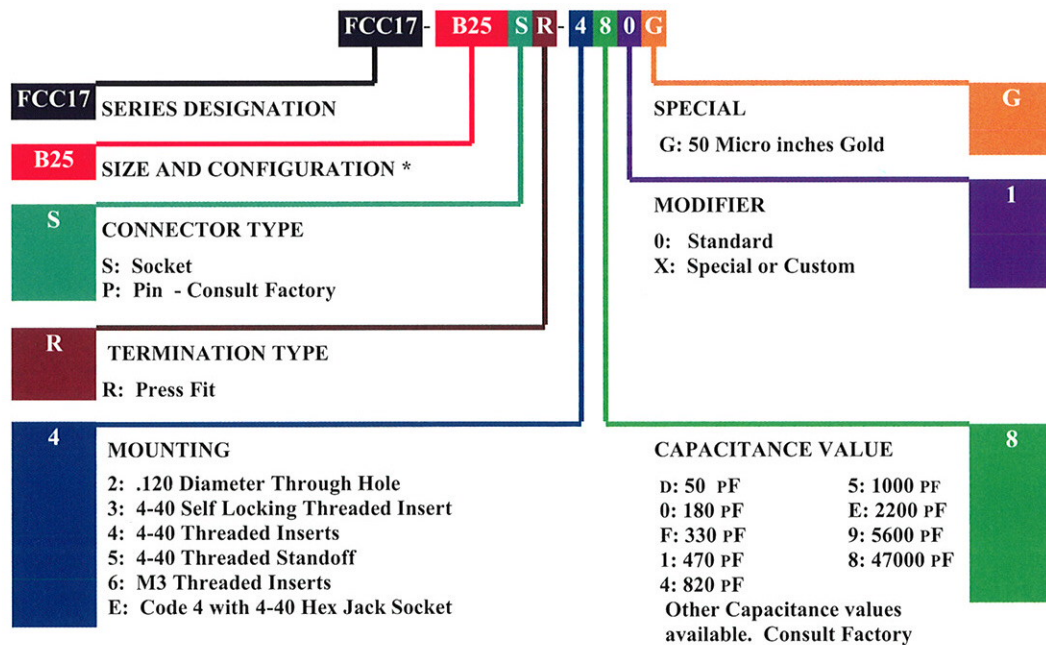 FCC17-B25SR-480G
FCC17
SERIES DESIGNATION
B25
SIZE AND CONFIGURATION *
S
CONNECTOR TYPE
S: Socket
P: Pin - Consult Factory
R
TERMINATION TYPE
R: Press Fit
4
MOUNTING
2: .120 Diameter Through Hole
3: 4-40 Self Locking Threaded Insert
4: 4-40 Threaded Inserts
5: 4-40 Threaded Standoff
6: M3 Threaded Inserts
E: Code 4 with 4-40 Hex Jack Socket
SPECIAL
G: 50 Micro inches Gold
G
MODIFIER
0: Standard
X: Special or Custom
1
CAPACITANCE VALUE
D: 50 PF
0: 180 PF
F: 330 PF
1: 470 PF
4: 820 PF
5: 1000 PF
E: 2200 PF
9: 5600 PF
8: 47000 PF
Other Capacitance values
available. Consult Factory
8